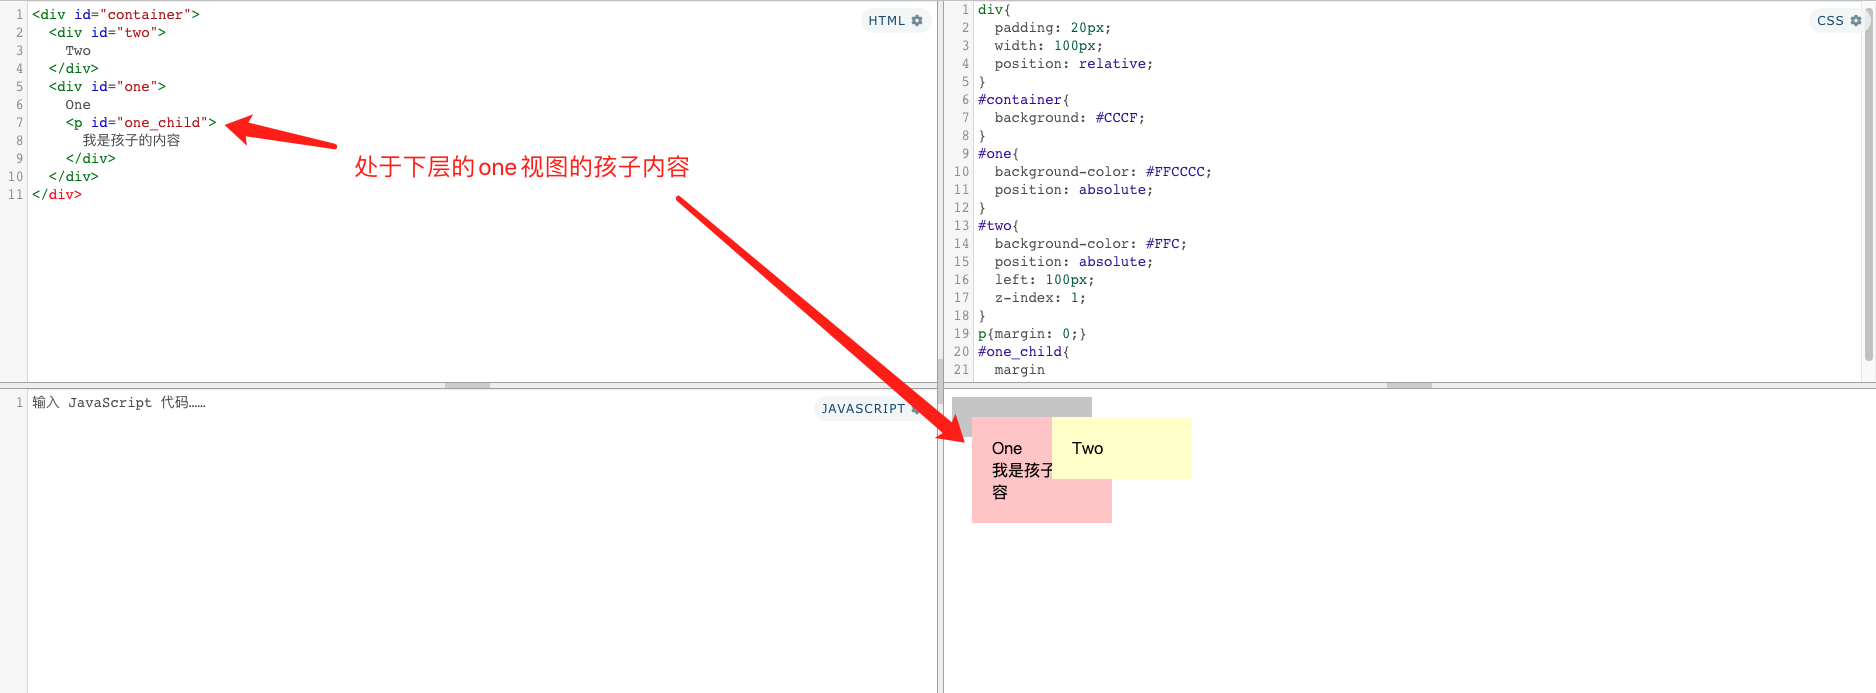 HTML
1 <div id="container">
2   <div id="two">
3     Two
4   </div>
5   <div id="one">
6     One
7     <p id="one_child">
8       我是孩子的内容
9     </div>
10   </div>
11 </div>
处于下层的one视图的孩子内容
CSS
1 div{
2   padding: 20px;
3   width: 100px;
4   position: relative;
5 }
6 #container{
7   background: #CCCF;
8 }
9 #one{
10   background-color: #FFCCCC;
11   position: absolute;
12 }
13 #two{
14   background-color: #FFC;
15   position: absolute;
16   left: 100px;
17   z-index: 1;
18 }
19 p{margin: 0;}
20 #one_child{
21   margin
JAVASCRIPT
1 输入 JavaScript 代码……
One
我是孩子
容
Two